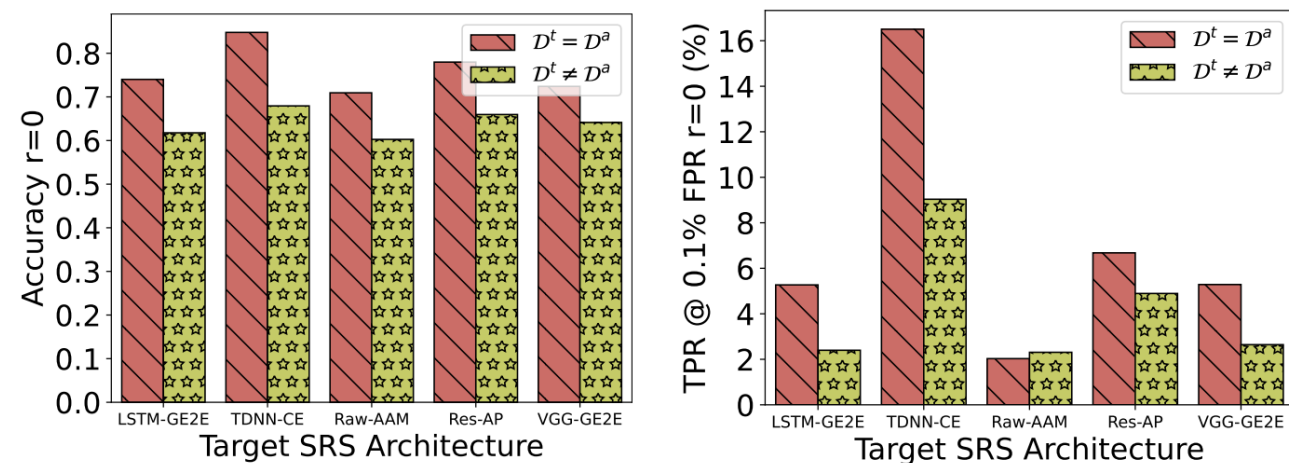 Accuracy r=0
0.8
0.7
0.6
0.5
0.4
0.3
0.2
0.1
0.0
𝒟ᵗ = 𝒟ᵃ
𝒟ᵗ ≠ 𝒟ᵃ
LSTM-GE2E TDNN-CE Raw-AAM Res-AP VGG-GE2E
Target SRS Architecture
TPR @ 0.1% FPR r=0 (%)
16
14
12
10
8
6
4
2
0
𝒟ᵗ = 𝒟ᵃ
𝒟ᵗ ≠ 𝒟ᵃ
LSTM-GE2E TDNN-CE Raw-AAM Res-AP VGG-GE2E
Target SRS Architecture